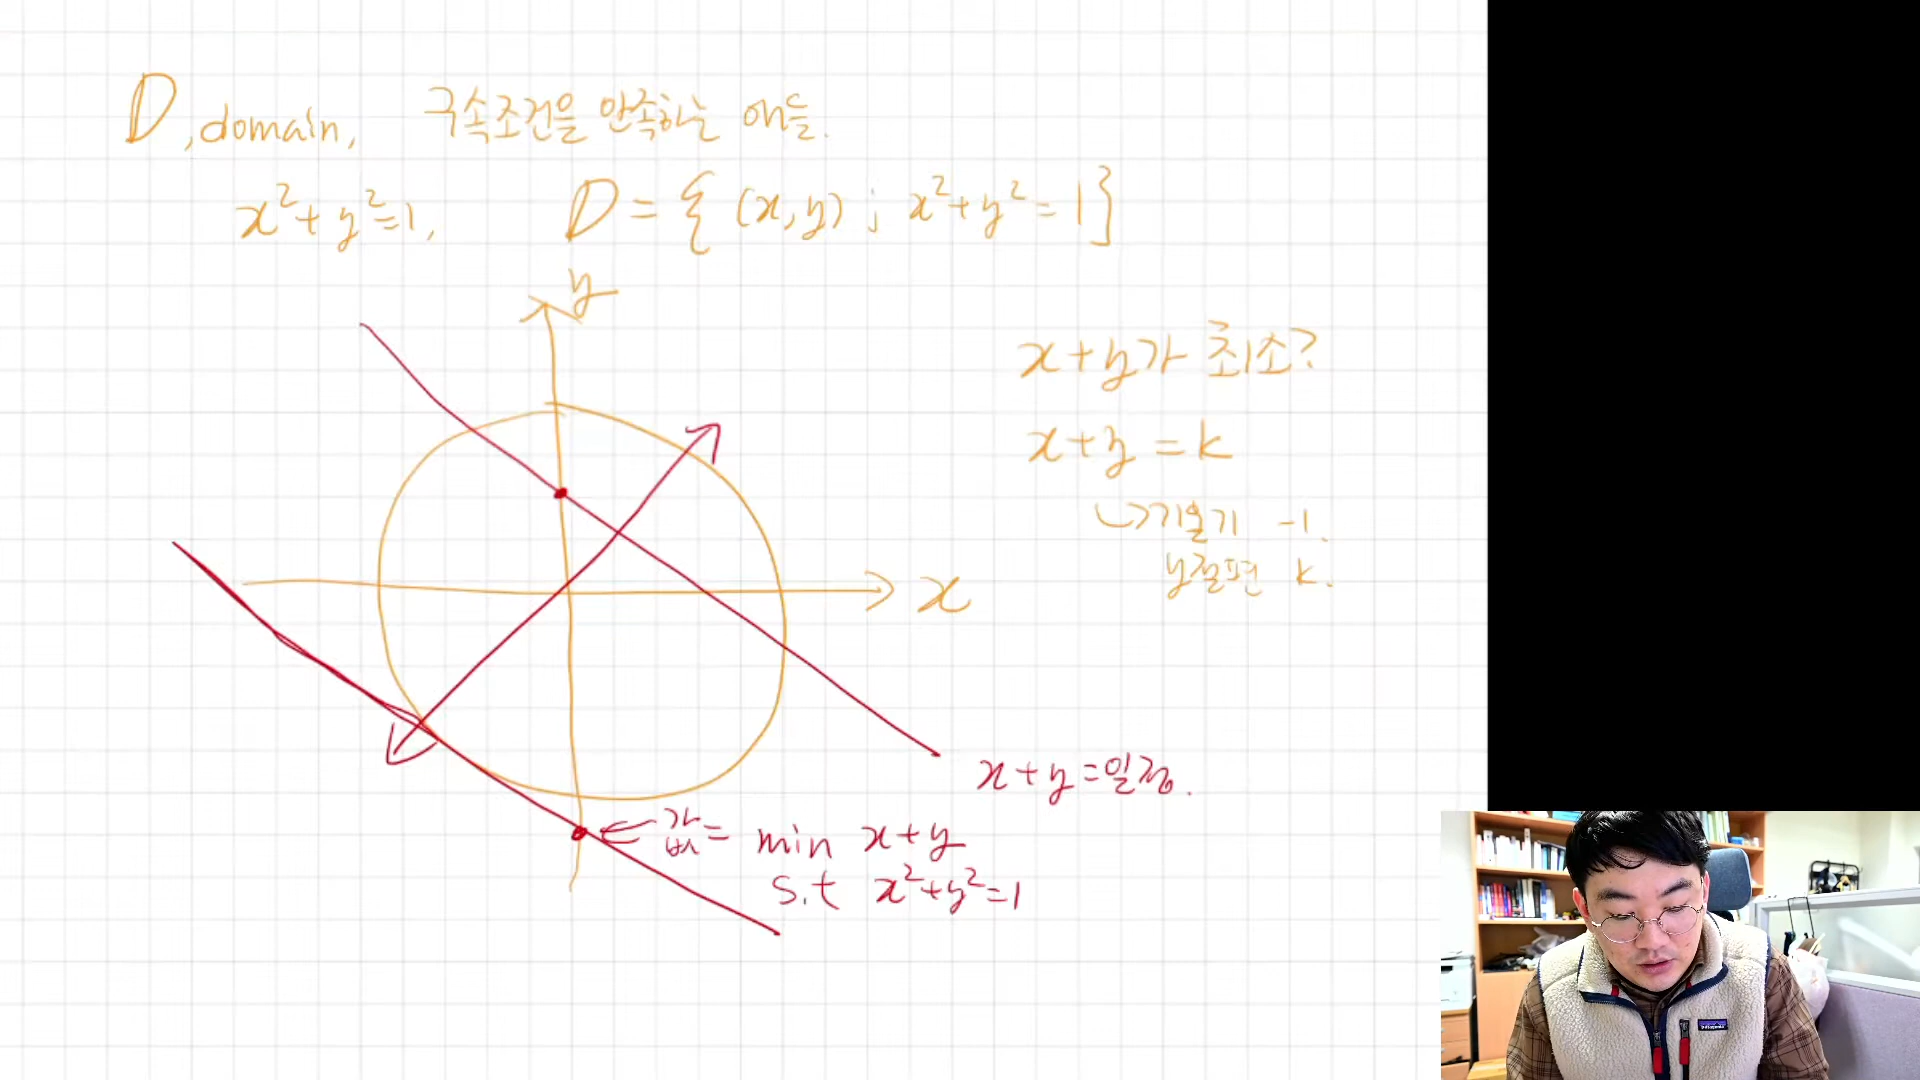 D, domain, 구속조건을 만족하는 애들.
x²+y²=1, D = { (x,y) ; x²+y² = 1 }
y
x+y가 최소?
x+y = k
↳기울기 -1.
y절편 k.
x
x+y=일정.
← 값 = min x+y
s.t x²+y²=1
patagonia